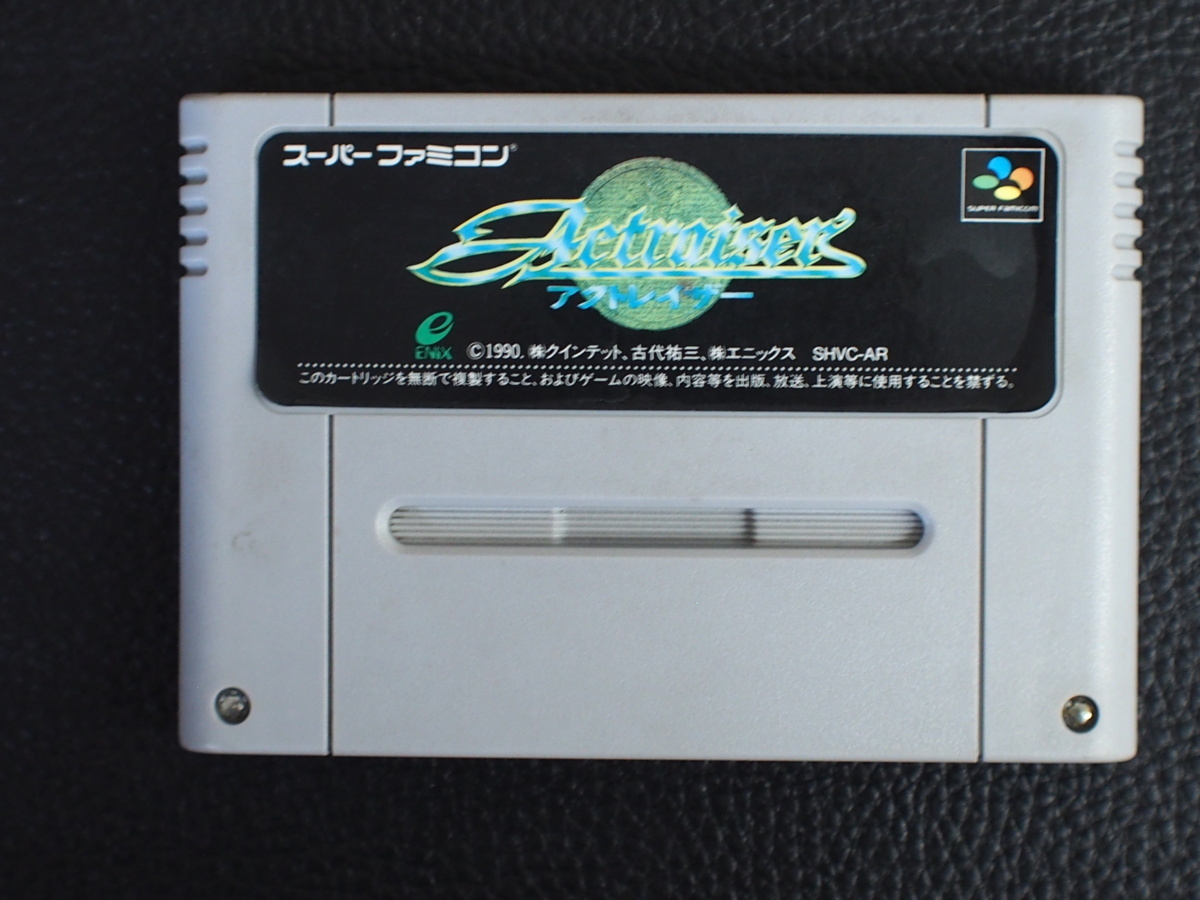 スーパーファミコン®
SUPER FAMICOM
Actraiser
アクトレイザー
ENIX
©1990. ㈱クインテット、古代祐三、㈱エニックス SHVC-AR
このカートリッジを無断で複製すること、およびゲームの映像、内容等を出版、放送、上演等に使用することを禁ずる。